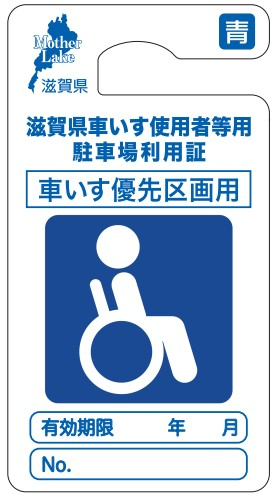 Mother
Lake
滋賀県
青
滋賀県車いす使用者等用
駐車場利用証
車いす優先区画用
有効期限 年 月
No.